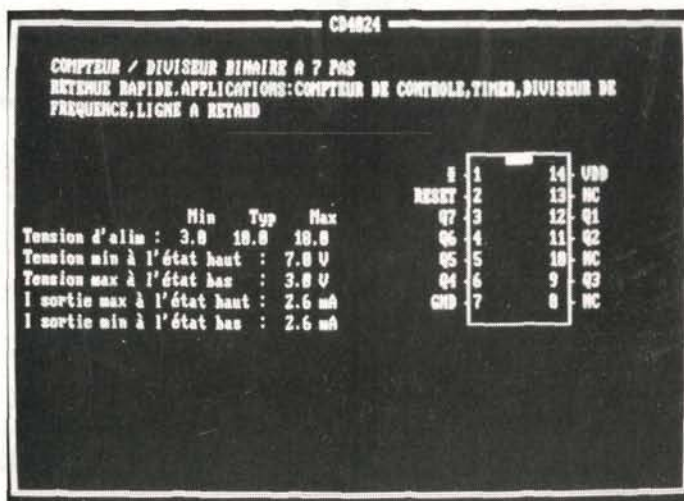 CD4024
COMPTEUR / DIVISEUR BINAIRE A 7 PAS
RETENUE RAPIDE.APPLICATIONS:COMPTEUR DE CONTROLE,TIMER,DIVISEUR DE
FREQUENCE,LIGNE A RETARD
Min Typ Max
Tension d'alim : 3.0 10.0 18.0
Tension min à l'état haut : 7.0 V
Tension max à l'état bas : 3.0 V
I sortie max à l'état haut : 2.6 mA
I sortie min à l'état bas : 2.6 mA
1 14 VDD
RESET 2 13 NC
Q7 3 12 Q1
Q6 4 11 Q2
Q5 5 10 NC
Q4 6 9 Q3
GND 7 8 NC